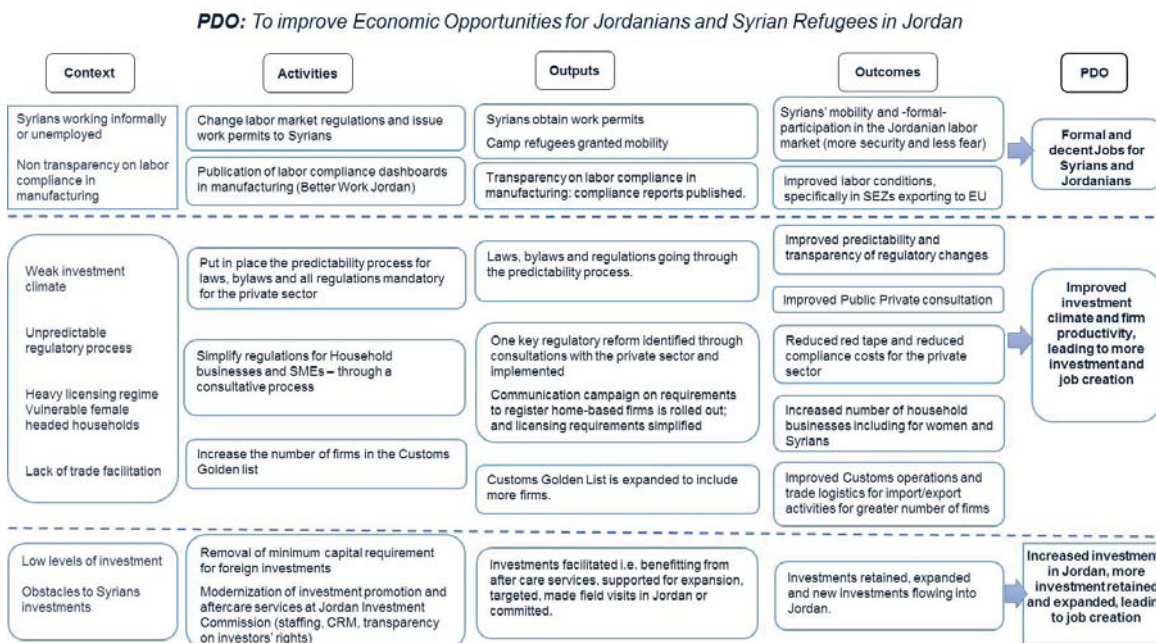 PDO: To improve Economic Opportunities for Jordanians and Syrian Refugees in Jordan
Context
Activities
Outputs
Outcomes
PDO
Syrians working informally
or unemployed
Non transparency on labor
compliance in
manufacturing
Change labor market regulations and issue
work permits to Syrians
Publication of labor compliance dashboards
in manufacturing (Better Work Jordan)
Syrians obtain work permits
Camp refugees granted mobility
Transparency on labor compliance in
manufacturing: compliance reports published.
Syrians' mobility and -formal-
participation in the Jordanian labor
market (more security and less fear)
Improved labor conditions,
specifically in SEZs exporting to EU
Formal and
decent Jobs for
Syrians and
Jordanians
Weak investment
climate
Unpredictable
regulatory process
Heavy licensing regime
Vulnerable female
headed households
Lack of trade facilitation
Put in place the predictability process for
laws, bylaws and all regulations mandatory
for the private sector
Simplify regulations for Household
businesses and SMEs – through a
consultative process
Increase the number of firms in the Customs
Golden list
Laws, bylaws and regulations going through
the predictability process.
One key regulatory reform identified through
consultations with the private sector and
implemented
Communication campaign on requirements
to register home-based firms is rolled out;
and licensing requirements simplified
Customs Golden List is expanded to include
more firms.
Improved predictability and
transparency of regulatory changes
Improved Public Private consultation
Reduced red tape and reduced
compliance costs for the private
sector
Increased number of household
businesses including for women and
Syrians
Improved Customs operations and
trade logistics for import/export
activities for greater number of firms
Improved
investment
climate and firm
productivity,
leading to more
investment and
job creation
Low levels of investment
Obstacles to Syrians
investments
Removal of minimum capital requirement
for foreign investments
Modernization of investment promotion and
aftercare services at Jordan Investment
Commission (staffing, CRM, transparency
on investors' rights)
Investments facilitated i.e. benefitting from
after care services, supported for expansion,
targeted, made field visits in Jordan or
committed.
Investments retained, expanded
and new investments flowing into
Jordan.
Increased investment
in Jordan, more
investment retained
and expanded, leading
to job creation